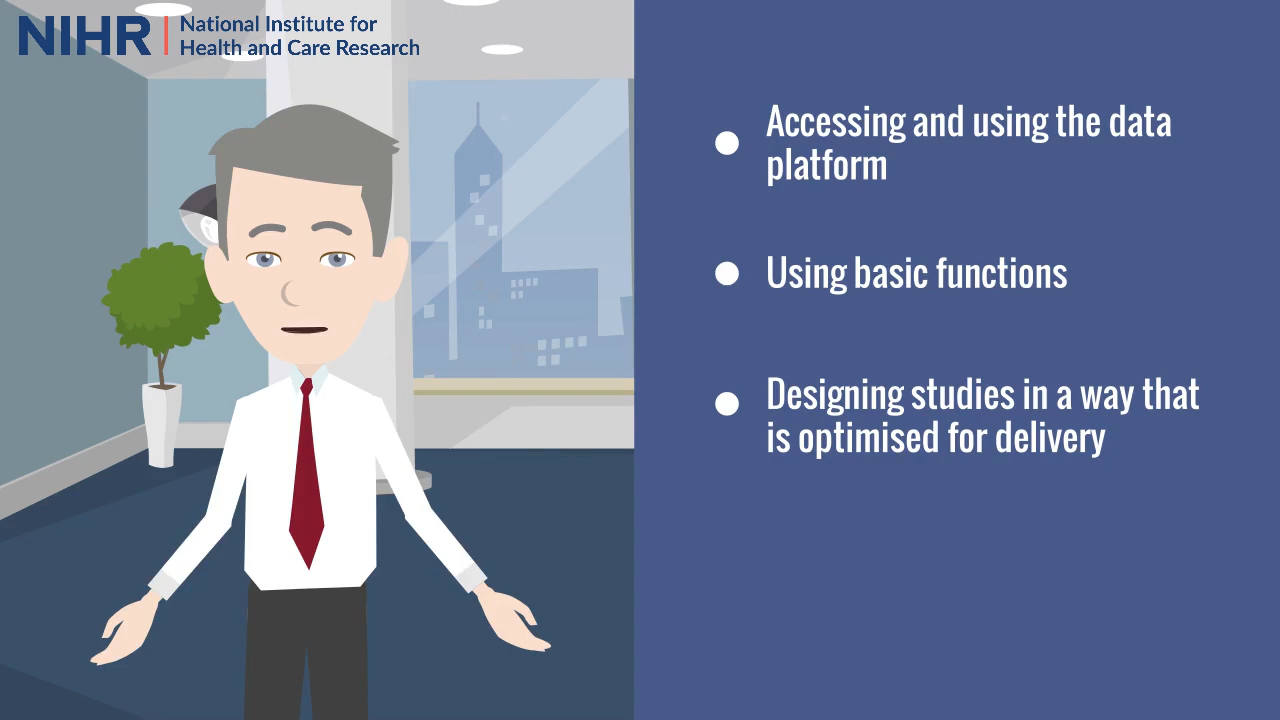 NIHR | National Institute for
Health and Care Research
Accessing and using the data
platform
Using basic functions
Designing studies in a way that
is optimised for delivery